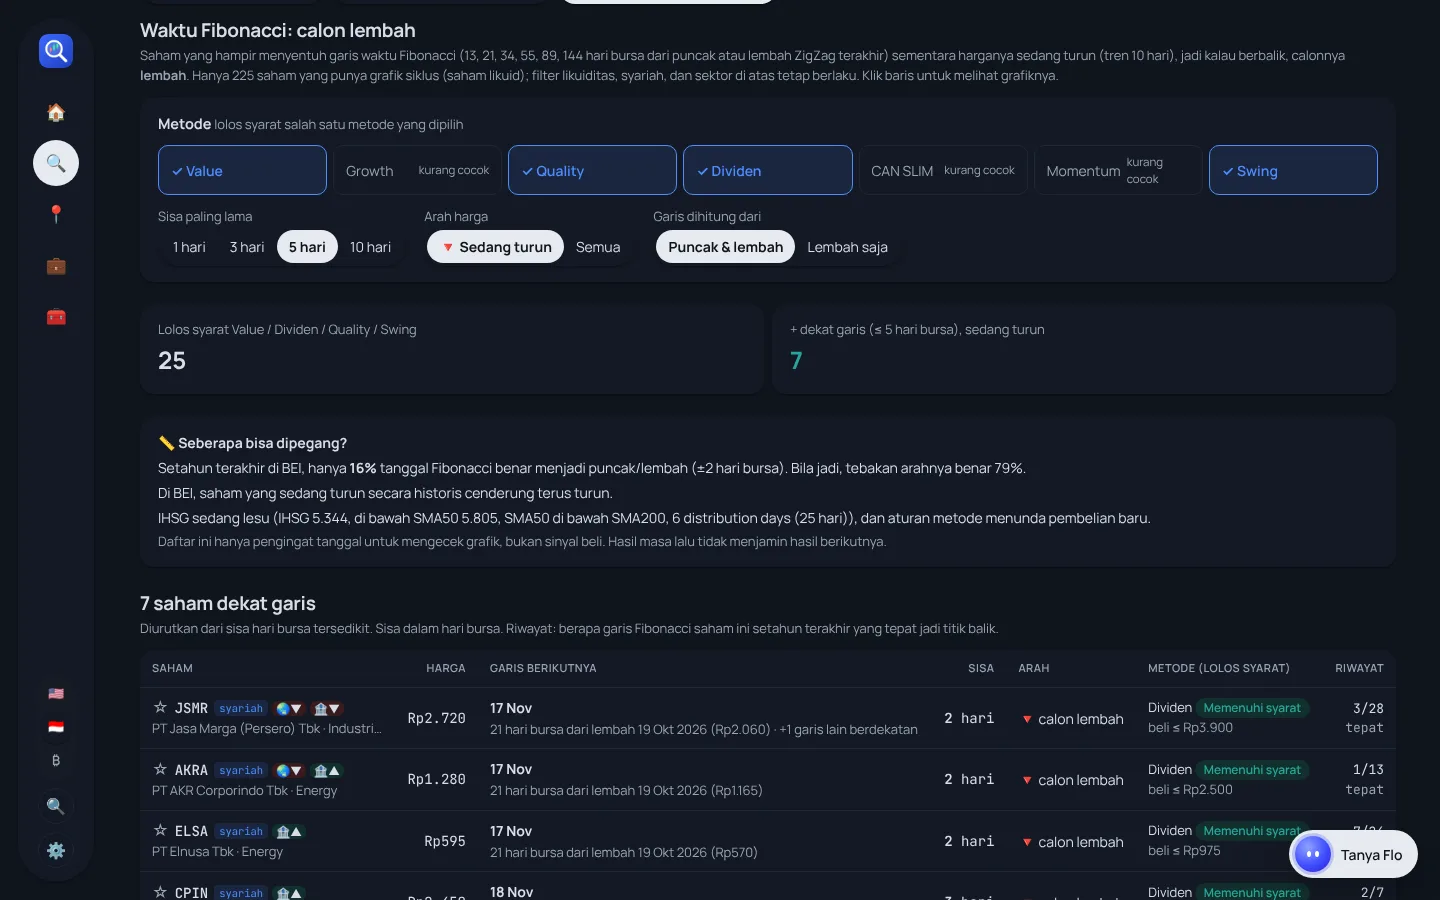 Waktu Fibonacci: calon lembah
Saham yang hampir menyentuh garis waktu Fibonacci (13, 21, 34, 55, 89, 144 hari bursa dari puncak atau lembah ZigZag terakhir) sementara harganya sedang turun (tren 10 hari), jadi kalau berbalik, calonnya
lembah. Hanya 225 saham yang punya grafik siklus (saham likuid); filter likuiditas, syariah, dan sektor di atas tetap berlaku. Klik baris untuk melihat grafiknya.
Metode lolos syarat salah satu metode yang dipilih
✓ Value
Growth kurang cocok
✓ Quality
✓ Dividen
CAN SLIM kurang cocok
Momentum kurang cocok
✓ Swing
Sisa paling lama
1 hari 3 hari 5 hari 10 hari
Arah harga
▼ Sedang turun Semua
Garis dihitung dari
Puncak & lembah Lembah saja
Lolos syarat Value / Dividen / Quality / Swing
25
+ dekat garis (≤ 5 hari bursa), sedang turun
7
Seberapa bisa dipegang?
Setahun terakhir di BEI, hanya 16% tanggal Fibonacci benar menjadi puncak/lembah (±2 hari bursa). Bila jadi, tebakan arahnya benar 79%.
Di BEI, saham yang sedang turun secara historis cenderung terus turun.
IHSG sedang lesu (IHSG 5.344, di bawah SMA50 5.805, SMA50 di bawah SMA200, 6 distribution days (25 hari)), dan aturan metode menunda pembelian baru.
Daftar ini hanya pengingat tanggal untuk mengecek grafik, bukan sinyal beli. Hasil masa lalu tidak menjamin hasil berikutnya.
7 saham dekat garis
Diurutkan dari sisa hari bursa tersedikit. Sisa dalam hari bursa. Riwayat: berapa garis Fibonacci saham ini setahun terakhir yang tepat jadi titik balik.
SAHAM HARGA GARIS BERIKUTNYA SISA ARAH METODE (LOLOS SYARAT) RIWAYAT
☆ JSMR syariah
PT Jasa Marga (Persero) Tbk · Industri…
Rp2.720
17 Nov
21 hari bursa dari lembah 19 Okt 2026 (Rp2.060) · +1 garis lain berdekatan
2 hari
▼ calon lembah
Dividen Memenuhi syarat
beli ≤ Rp3.900
3/28
tepat
☆ AKRA syariah
PT AKR Corporindo Tbk · Energy
Rp1.280
17 Nov
21 hari bursa dari lembah 19 Okt 2026 (Rp1.165)
2 hari
▼ calon lembah
Dividen Memenuhi syarat
beli ≤ Rp2.500
1/13
tepat
☆ ELSA syariah
PT Elnusa Tbk · Energy
Rp595
17 Nov
21 hari bursa dari lembah 19 Okt 2026 (Rp570)
2 hari
▼ calon lembah
Dividen Memenuhi syarat
beli ≤ Rp975
Tanya Flo
☆ CPIN syariah
18 Nov
Dividen Memenuhi syarat
2/7